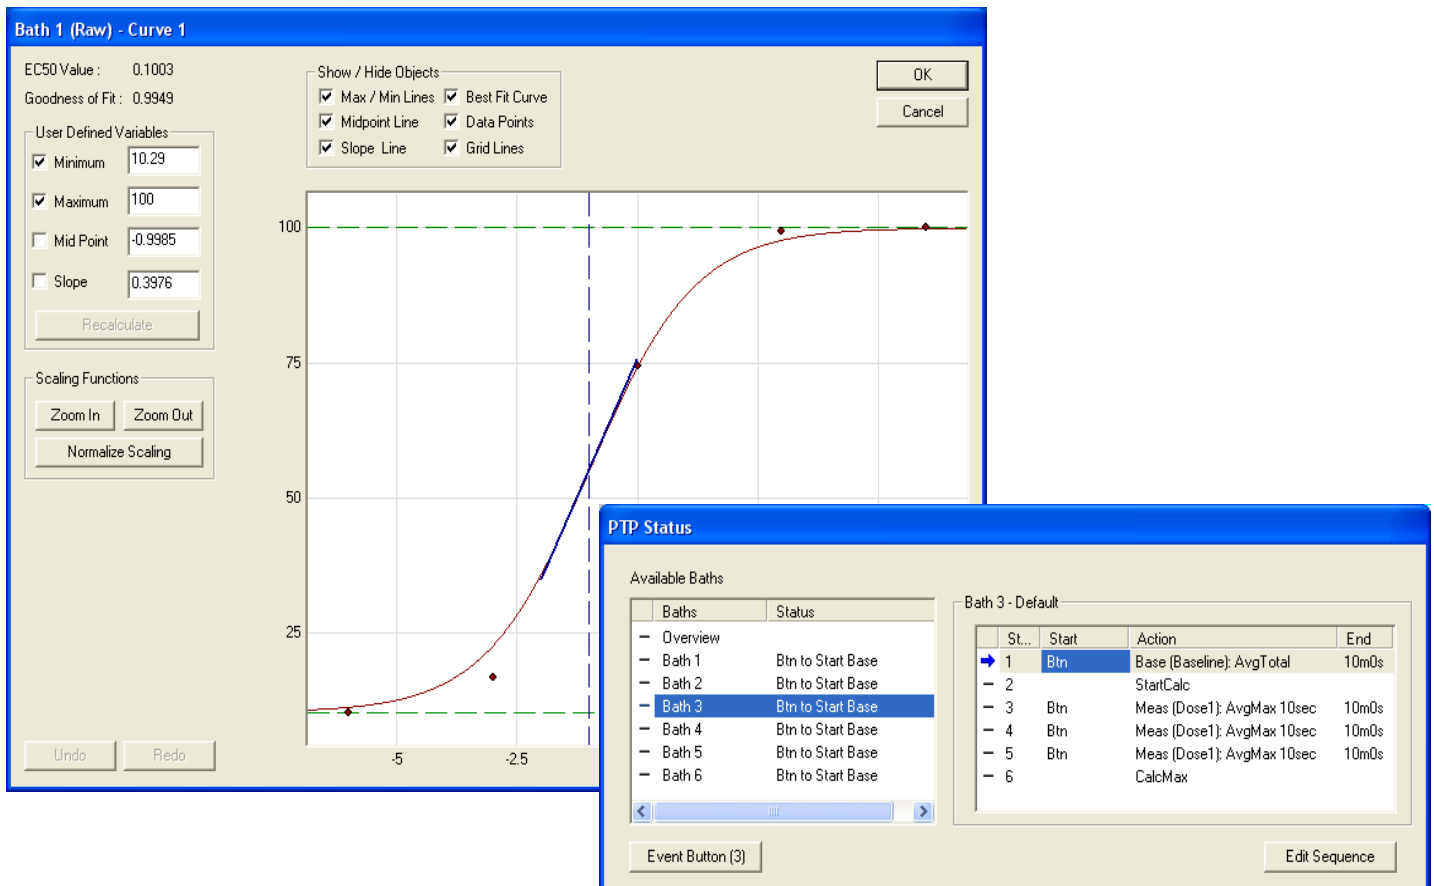 Bath 1 (Raw) - Curve 1
EC50 Value : 0.1003
Goodness of Fit : 0.9949
User Defined Variables
Minimum 10.29
Maximum 100
Mid Point -0.9985
Slope 0.3976
Recalculate
Scaling Functions
Zoom In Zoom Out
Normalize Scaling
Undo Redo
Show / Hide Objects
Max / Min Lines Best Fit Curve
Midpoint Line Data Points
Slope Line Grid Lines
OK
Cancel
100
75
50
25
-5 -2.5
PTP Status
Available Baths
Baths Status
Overview
Bath 1 Btn to Start Base
Bath 2 Btn to Start Base
Bath 3 Btn to Start Base
Bath 4 Btn to Start Base
Bath 5 Btn to Start Base
Bath 6 Btn to Start Base
Event Button (3)
Bath 3 - Default
St... Start Action End
1 Btn Base (Baseline): AvgTotal 10m0s
2 StartCalc
3 Btn Meas (Dose1): AvgMax 10sec 10m0s
4 Btn Meas (Dose1): AvgMax 10sec 10m0s
5 Btn Meas (Dose1): AvgMax 10sec 10m0s
6 CalcMax
Edit Sequence